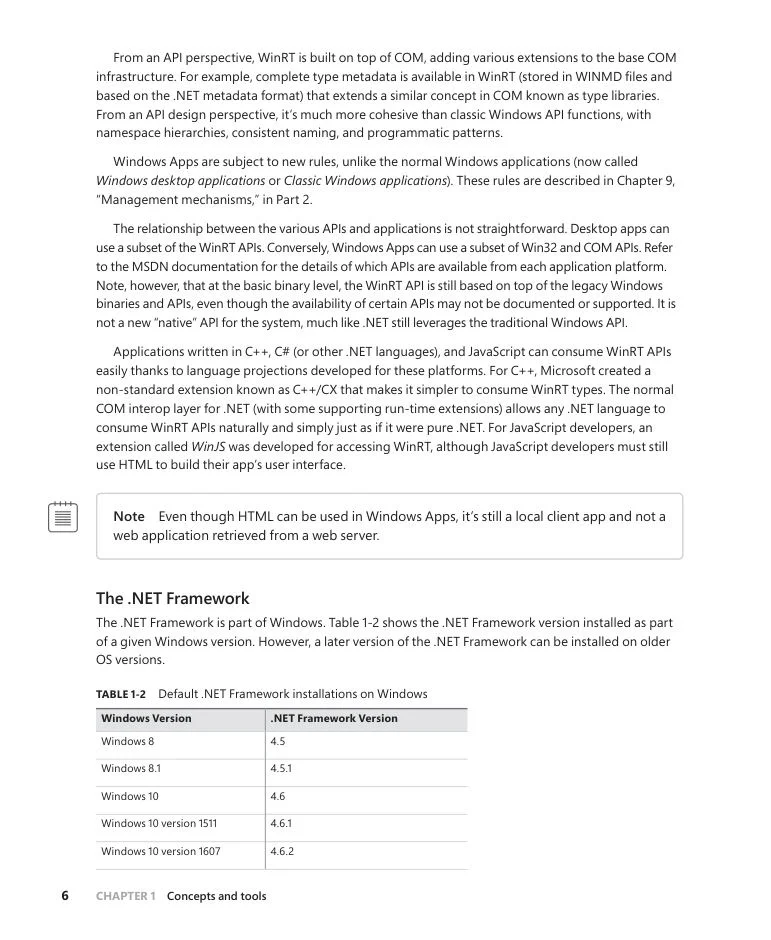 From an API perspective, WinRT is built on top of COM, adding various extensions to the base COM
infrastructure. For example, complete type metadata is available in WinRT (stored in WINMD files and
based on the .NET metadata format) that extends a similar concept in COM known as type libraries.
From an API design perspective, it’s much more cohesive than classic Windows API functions, with
namespace hierarchies, consistent naming, and programmatic patterns.
Windows Apps are subject to new rules, unlike the normal Windows applications (now called
Windows desktop applications or Classic Windows applications). These rules are described in Chapter 9,
“Management mechanisms,” in Part 2.
The relationship between the various APIs and applications is not straightforward. Desktop apps can
use a subset of the WinRT APIs. Conversely, Windows Apps can use a subset of Win32 and COM APIs. Refer
to the MSDN documentation for the details of which APIs are available from each application platform.
Note, however, that at the basic binary level, the WinRT API is still based on top of the legacy Windows
binaries and APIs, even though the availability of certain APIs may not be documented or supported. It is
not a new “native” API for the system, much like .NET still leverages the traditional Windows API.
Applications written in C++, C# (or other .NET languages), and JavaScript can consume WinRT APIs
easily thanks to language projections developed for these platforms. For C++, Microsoft created a
non-standard extension known as C++/CX that makes it simpler to consume WinRT types. The normal
COM interop layer for .NET (with some supporting run-time extensions) allows any .NET language to
consume WinRT APIs naturally and simply just as if it were pure .NET. For JavaScript developers, an
extension called WinJS was developed for accessing WinRT, although JavaScript developers must still
use HTML to build their app’s user interface.
Note Even though HTML can be used in Windows Apps, it’s still a local client app and not a
web application retrieved from a web server.
The .NET Framework
The .NET Framework is part of Windows. Table 1-2 shows the .NET Framework version installed as part
of a given Windows version. However, a later version of the .NET Framework can be installed on older
OS versions.
TABLE 1-2 Default .NET Framework installations on Windows
Windows Version .NET Framework Version
Windows 8 4.5
Windows 8.1 4.5.1
Windows 10 4.6
Windows 10 version 1511 4.6.1
Windows 10 version 1607 4.6.2
6 CHAPTER 1 Concepts and tools